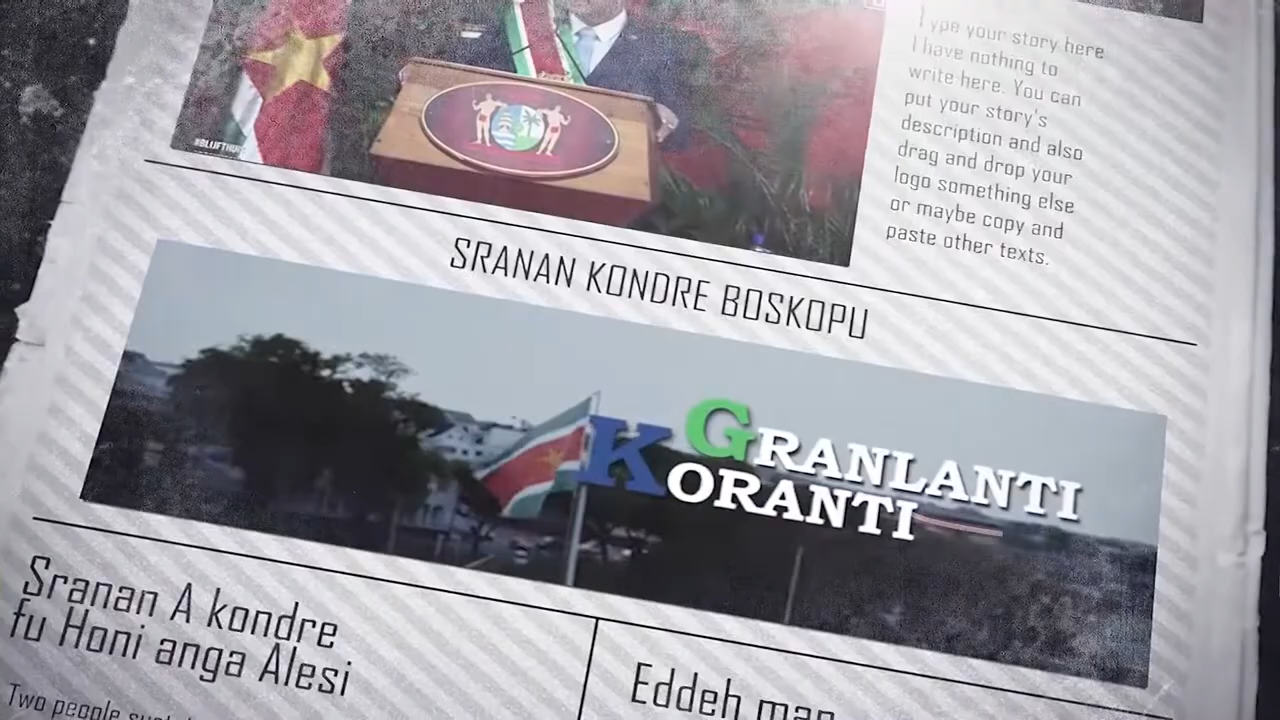 Type your story here
I have nothing to
write here. You can
put your story's
description and also
drag and drop your
logo something else
or maybe copy and
paste other texts.
SRANAN KONDRE BOSKOPU
GRANLANTI
KORANTI
Sranan A kondre
fu Honi anga Alesi
Eddeh man
Two people